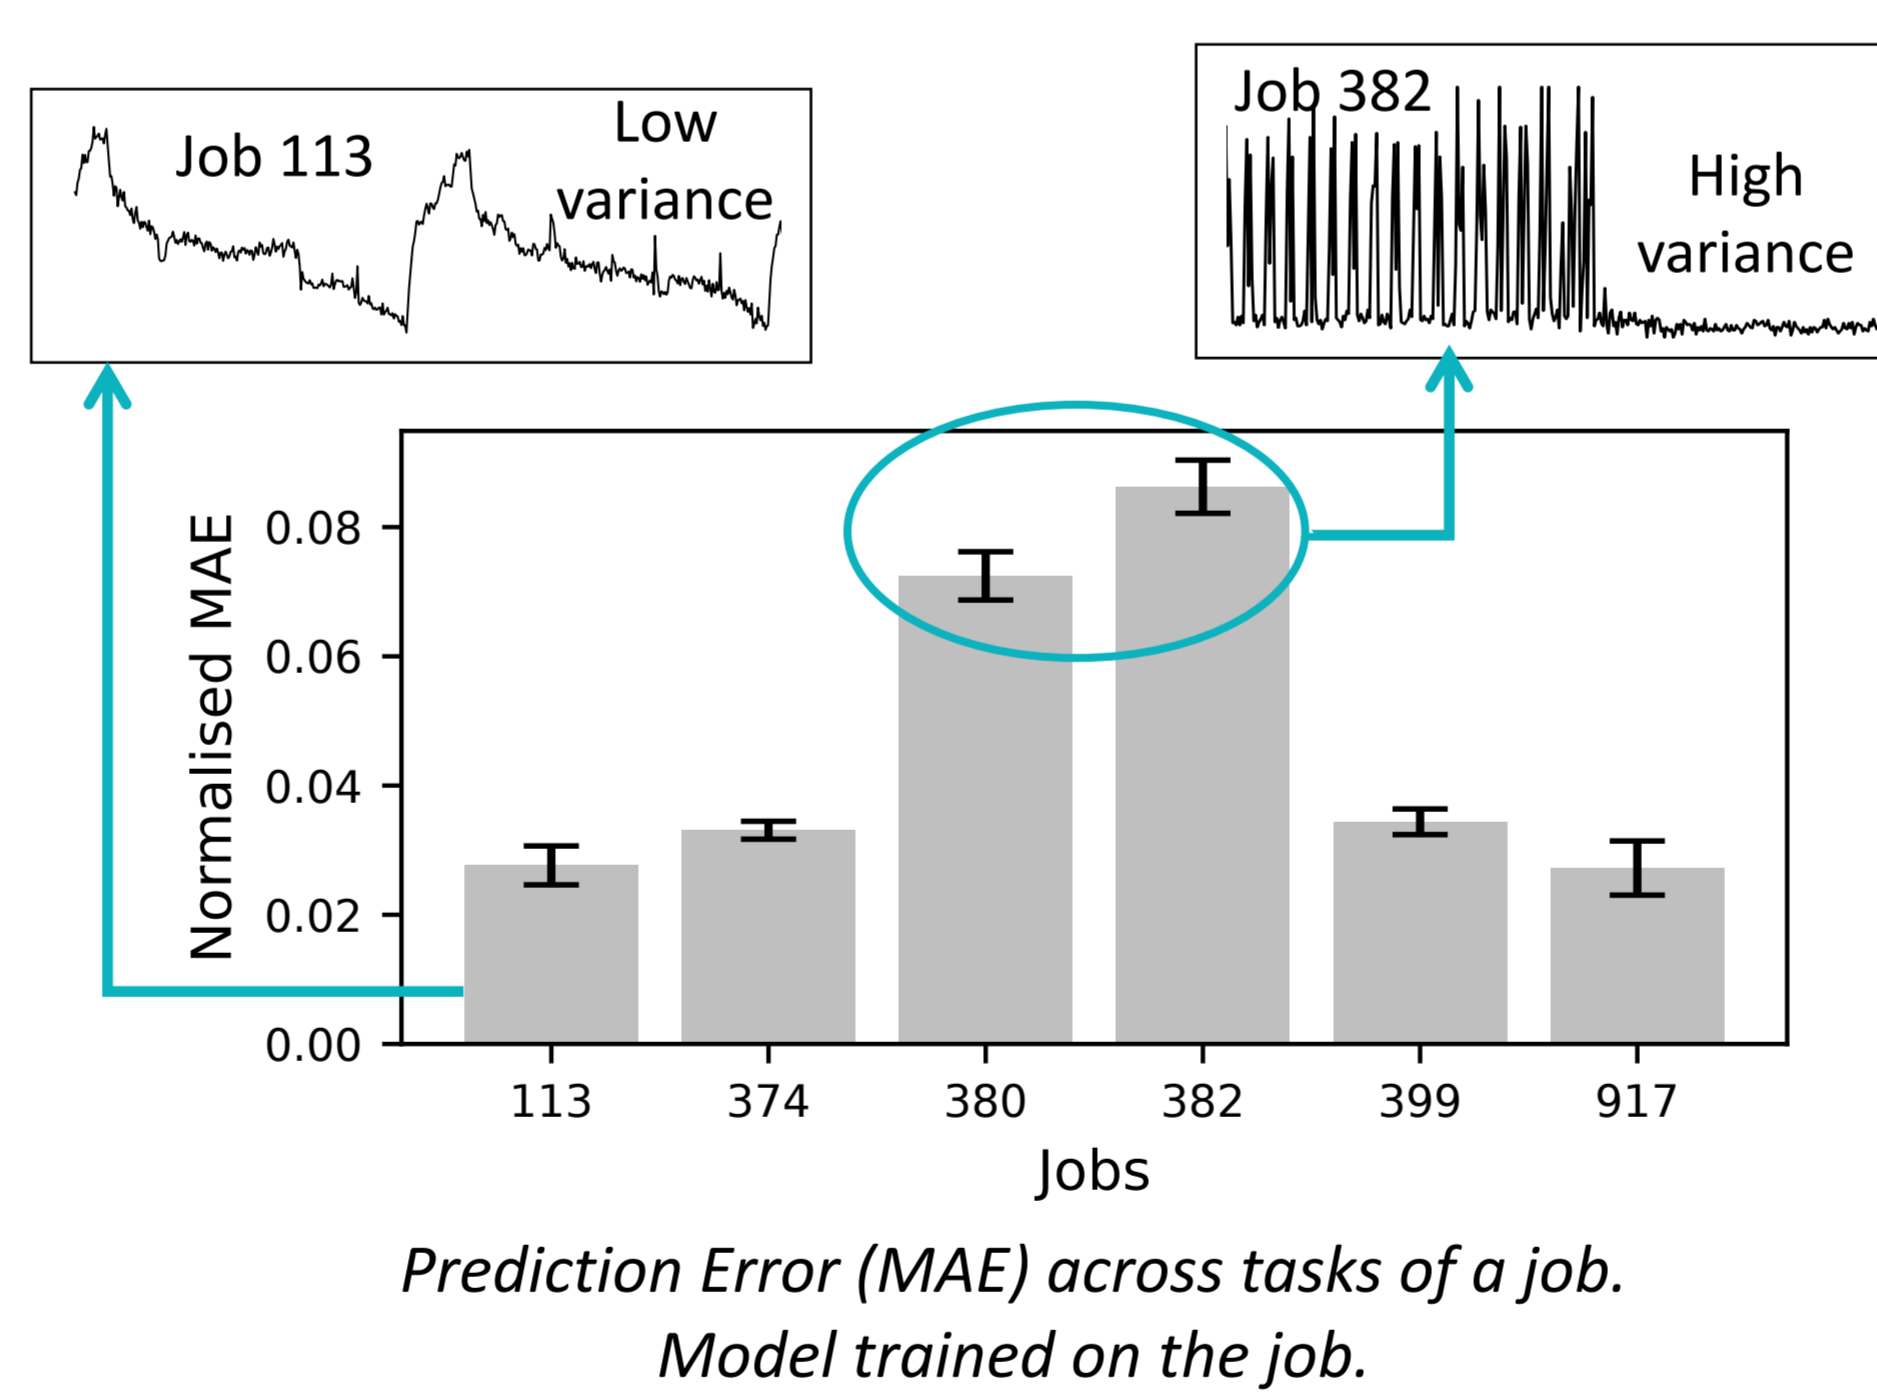 Job 113
Low
variance
Job 382
High
variance
Normalised MAE
0.08
0.06
0.04
0.02
0.00
113 374 380 382 399 917
Jobs
Prediction Error (MAE) across tasks of a job.
Model trained on the job.